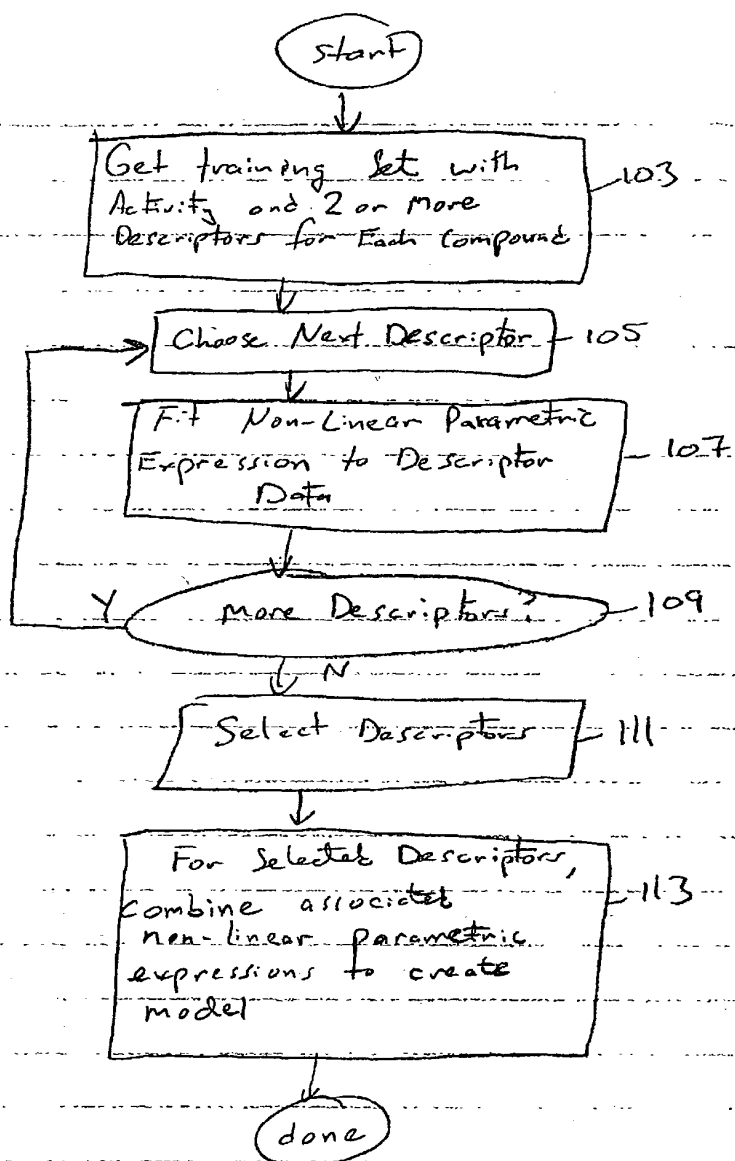 start
Get training Set with
Activity and 2 or More
Descriptors for Each Compound
103
Choose Next Descriptor
105
Fit Non-Linear Parametric
Expression to Descriptor
Data
107
More Descriptors?
109
Y
N
Select Descriptors
111
For Selected Descriptors,
combine associated
non-linear parametric
expressions to create
model
113
done